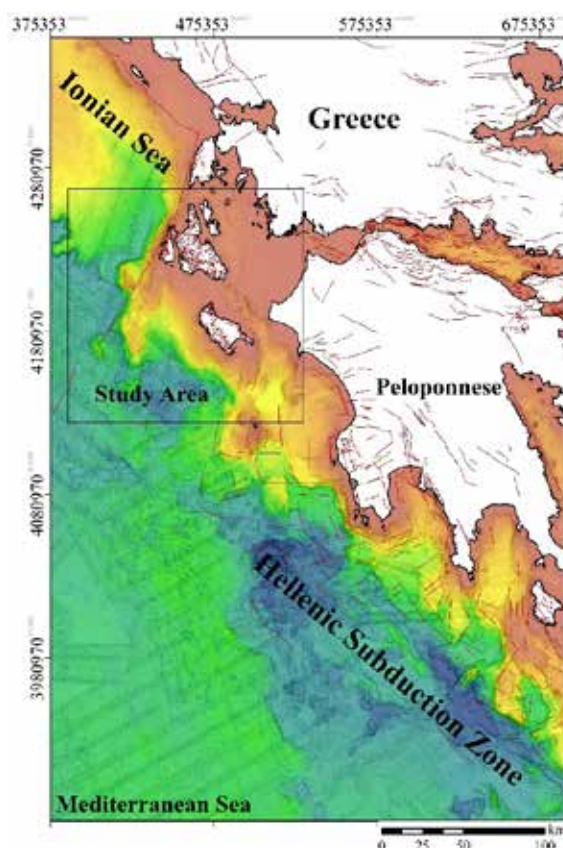 375353 475353 575353 675353
Ionian Sea
Greece
4280970
4180970
Study Area
Peloponnese
4080970
Hellenic Subduction Zone
3980970
Mediterranean Sea
km
0 25 50 100